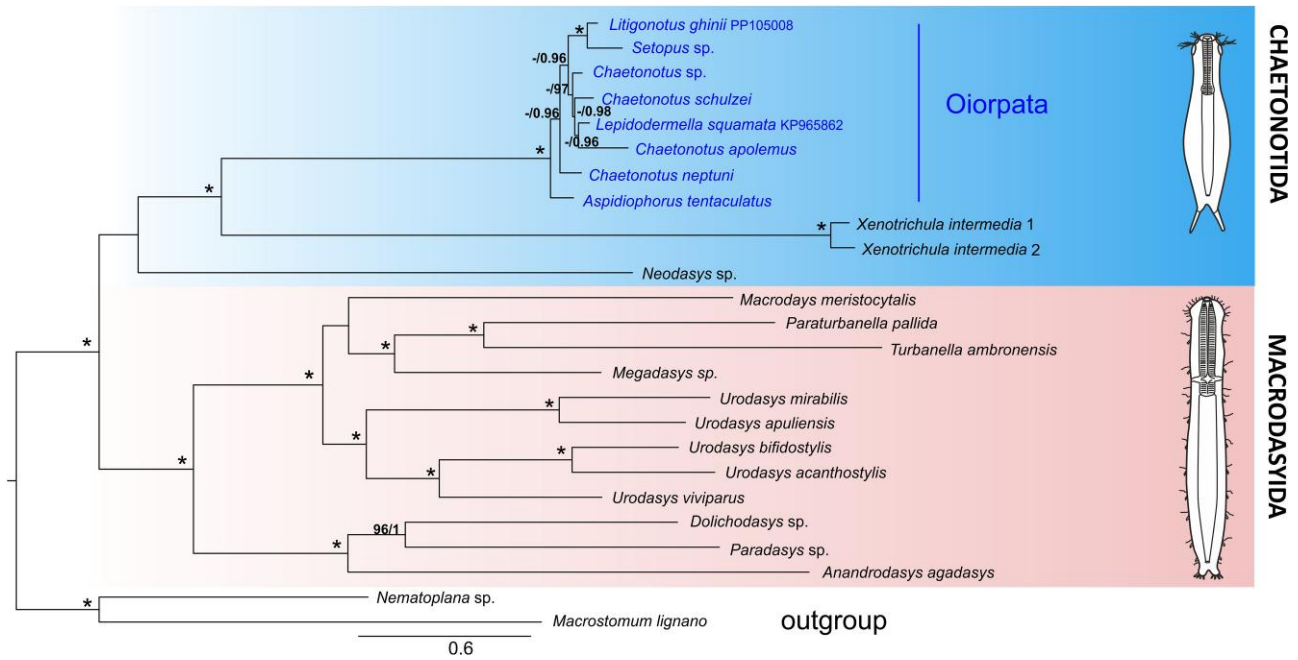 Litigonotus ghinii PP105008
*
Setopus sp.
-/0.96
Chaetonotus sp.
-/97
Chaetonotus schulzei
-/0.98
-/0.96
Lepidodermella squamata KP965862
-/0.96
Chaetonotus apolemus
*
Chaetonotus neptuni
Aspidiophorus tentaculatus
Oiorpata
CHAETONOTIDA
*
Xenotrichula intermedia 1
*
Xenotrichula intermedia 2
Neodasys sp.
Macrodays meristocytalis
Paraturbanella pallida
*
*
Turbanella ambronensis
*
Megadasys sp.
*
Urodasys mirabilis
*
Urodasys apuliensis
*
Urodasys bifidostylis
*
Urodasys acanthostylis
*
*
Urodasys viviparus
Dolichodasys sp.
96/1
Paradasys sp.
*
Anandrodasys agadasys
MACRODASYIDA
Nematoplana sp.
*
Macrostomum lignano
outgroup
0.6